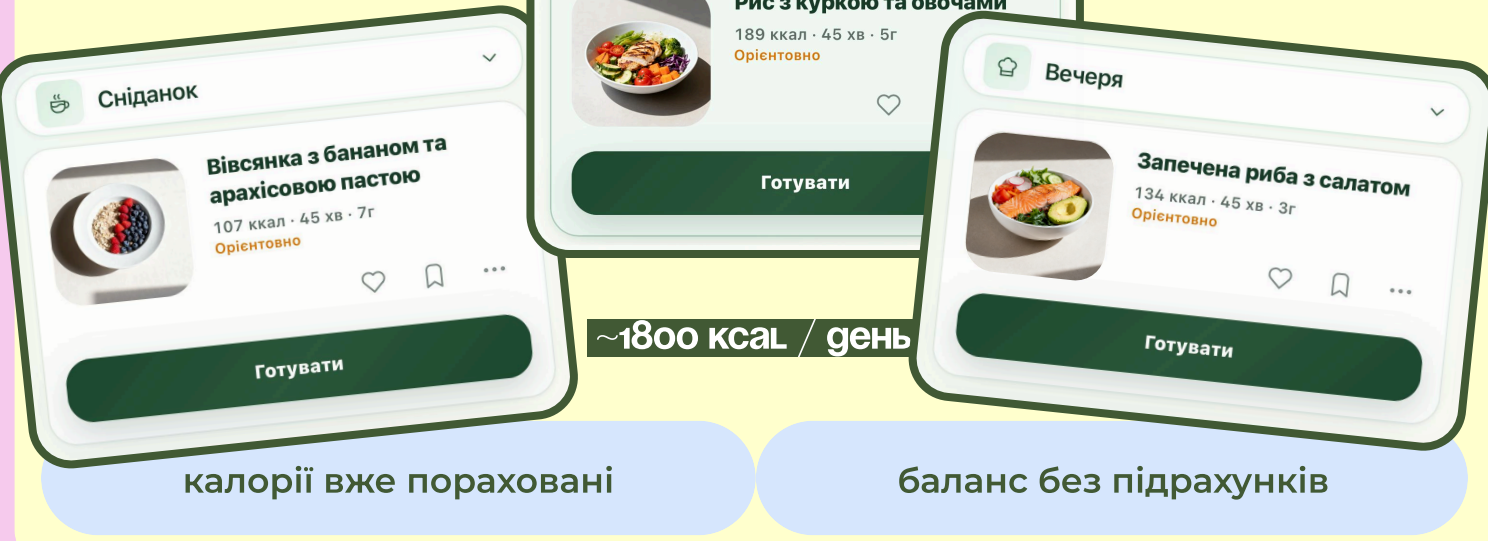 Сніданок
Вівсянка з бананом та
арахісовою пастою
107 ккал · 45 хв · 7г
Орієнтовно
Готувати
Рис з куркою та овочами
189 ккал · 45 хв · 5г
Орієнтовно
Готувати
Вечеря
Запечена риба з салатом
134 ккал · 45 хв · 3г
Орієнтовно
Готувати
~1800 ксаL / день
калорії вже пораховані
баланс без підрахунків